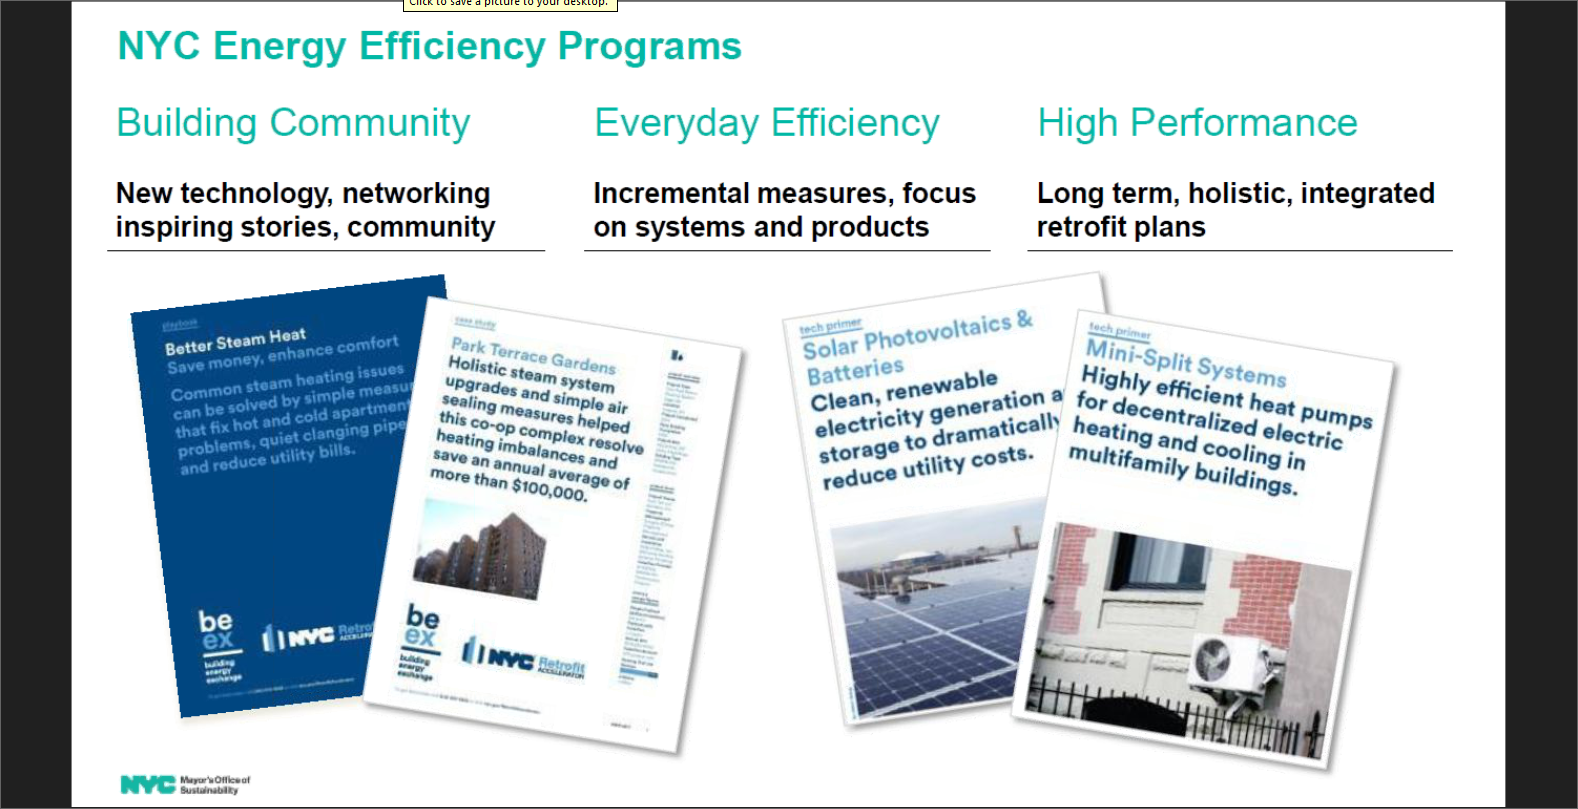 Click to save a picture to your desktop.
NYC Energy Efficiency Programs
Building Community
New technology, networking
inspiring stories, community
Everyday Efficiency
Incremental measures, focus
on systems and products
High Performance
Long term, holistic, integrated
retrofit plans
playbook
Better Steam Heat
Save money, enhance comfort
Common steam heating issues
can be solved by simple measur
that fix hot and cold apartment
problems, quiet clanging pipe
and reduce utility bills.
be
ex
building
energy
exchange
NYC Retrofit
case study
Park Terrace Gardens
Holistic steam system
upgrades and simple air
sealing measures helped
this co-op complex resolve
heating imbalances and
save an annual average of
more than $100,000.
be
ex
building
energy
exchange
NYC Retrofit
ACCELERATOR
tech primer
Solar Photovoltaics &
Batteries
Clean, renewable
electricity generation a
storage to dramatically
reduce utility costs.
tech primer
Mini-Split Systems
Highly efficient heat pumps
for decentralized electric
heating and cooling in
multifamily buildings.
NYC Mayor's Office of
Sustainability